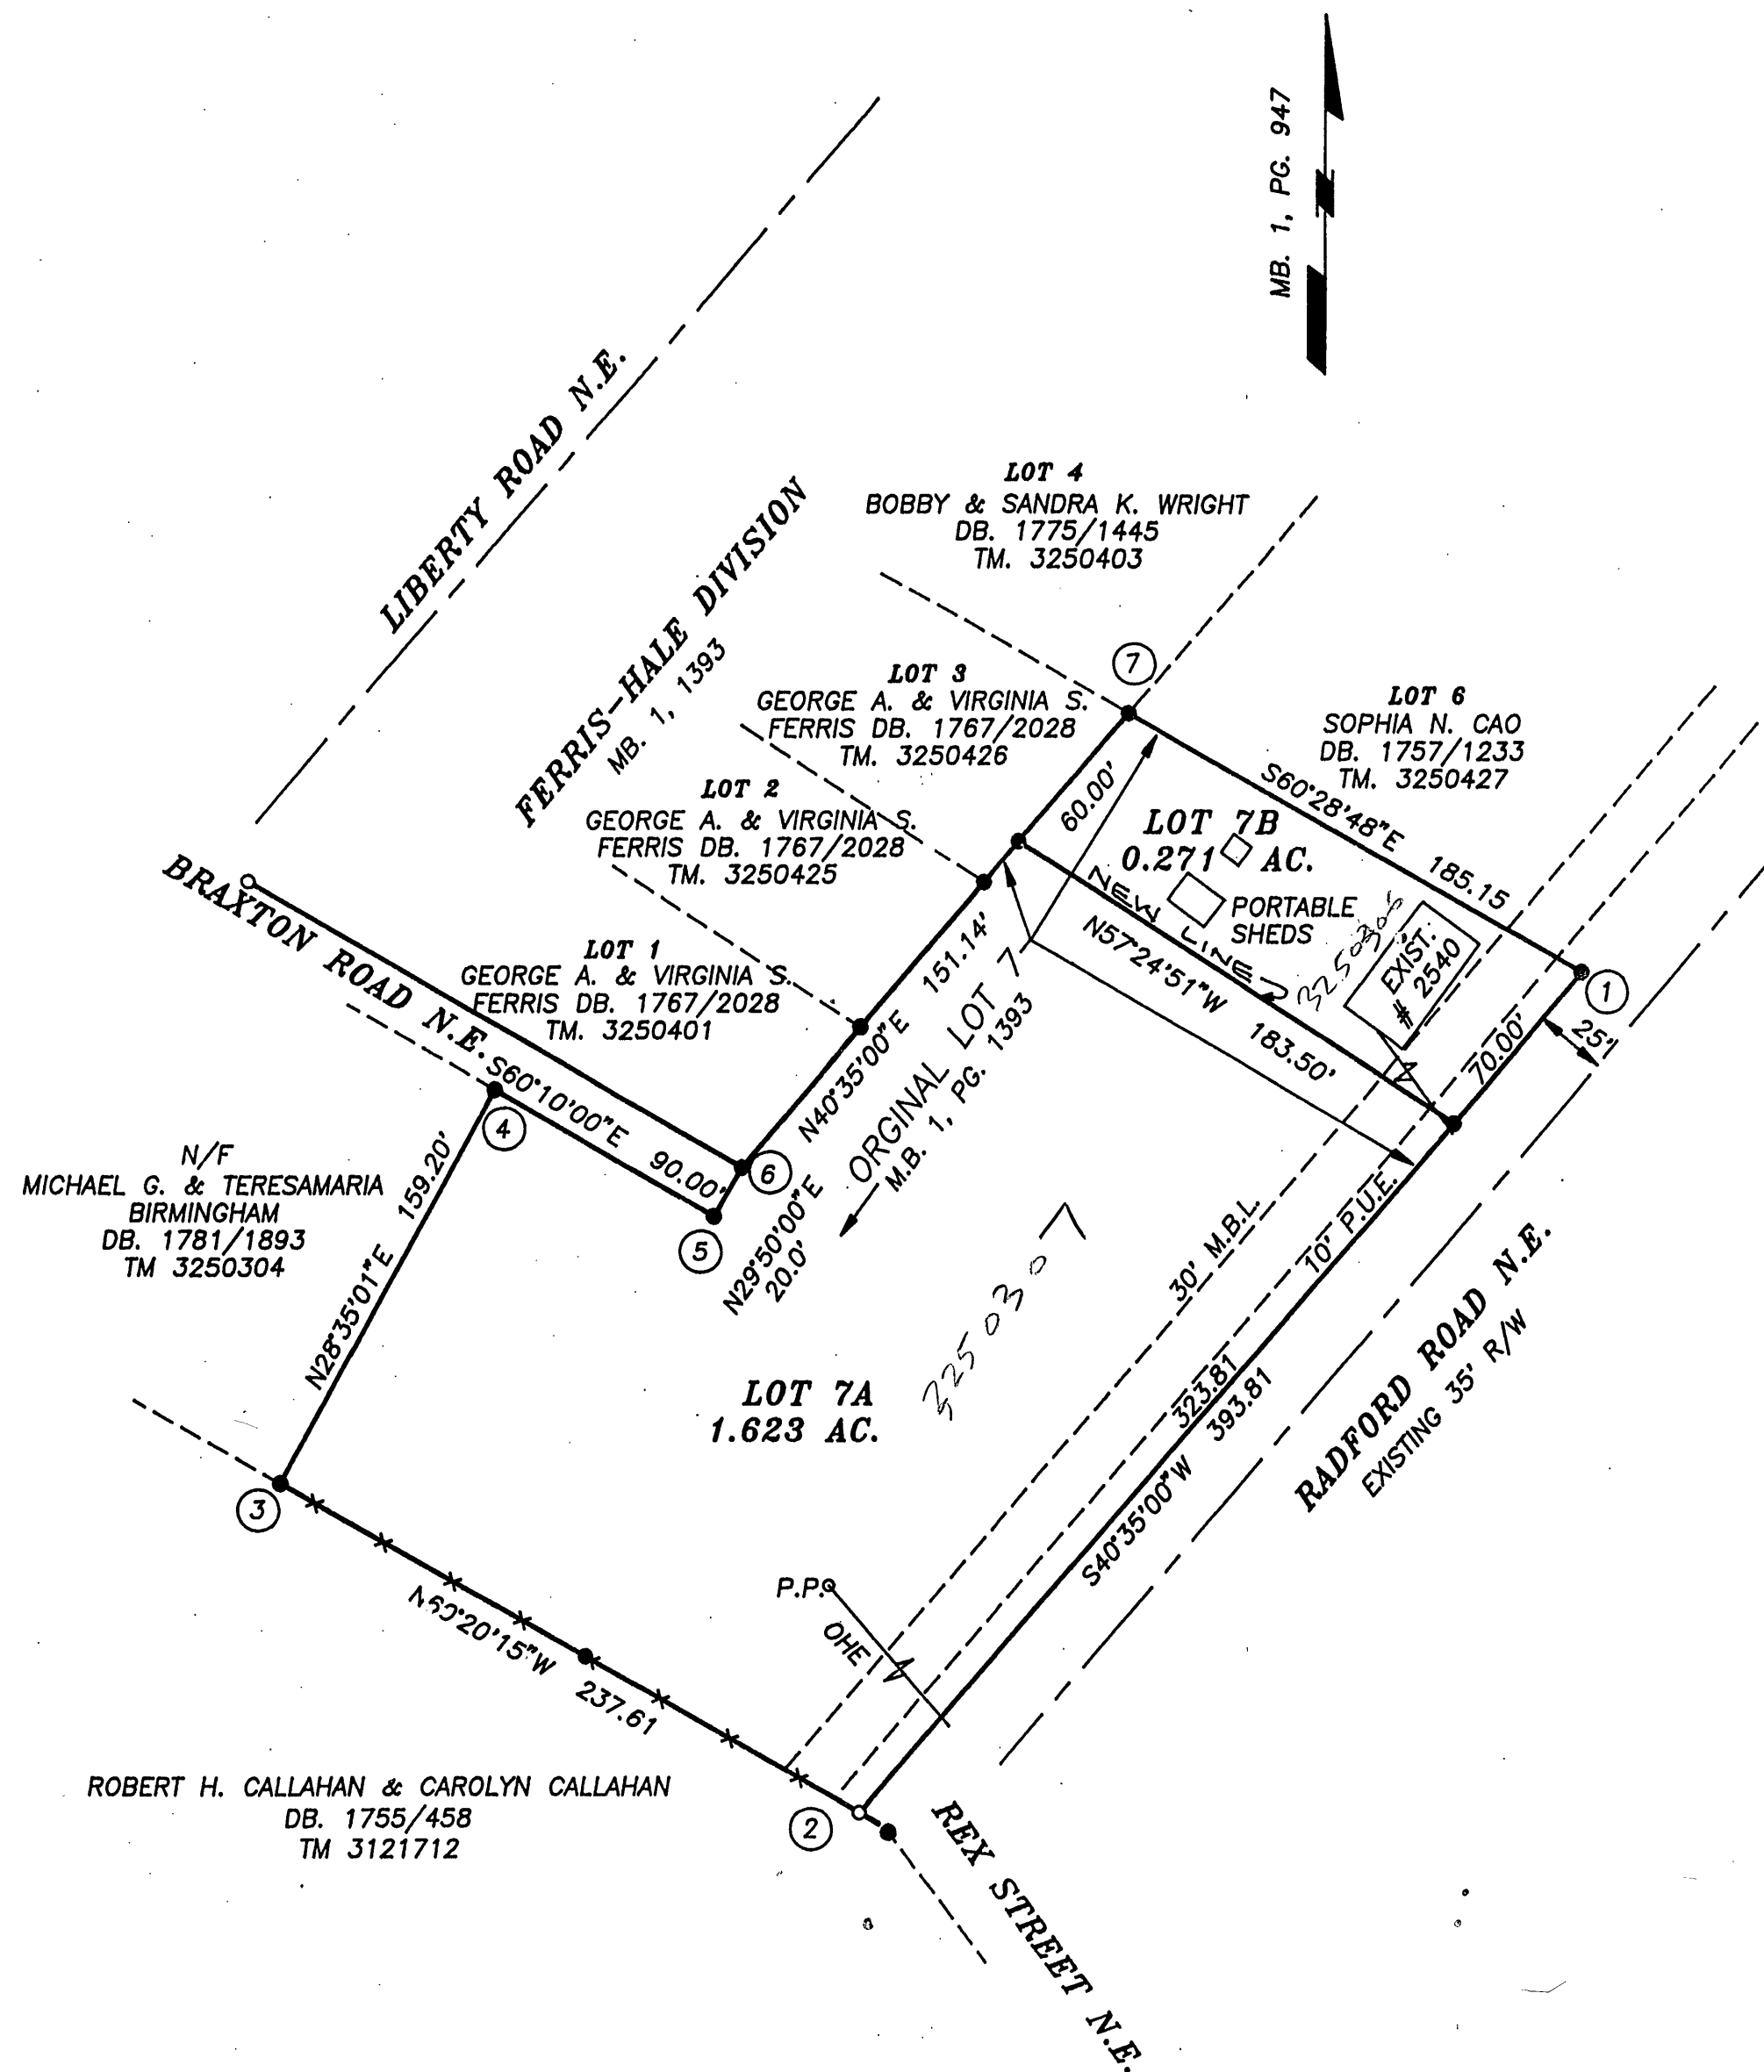 MB. 1, PG. 947
LIBERTY ROAD N.E.
FERRIS-HALE DIVISION
MB. 1, 1393
LOT 4
BOBBY & SANDRA K. WRIGHT
DB. 1775/1445
TM. 3250403
7
LOT 3
GEORGE A. & VIRGINIA S.
FERRIS DB. 1767/2028
TM. 3250426
LOT 6
SOPHIA N. CAO
DB. 1757/1233
TM. 3250427
LOT 2
GEORGE A. & VIRGINIA S.
FERRIS DB. 1767/2028
TM. 3250425
60.00'
S60°28'48"E 185.15
LOT 7B
0.271 AC.
PORTABLE
SHEDS
NEW LINE
N57°24'51"W 183.50'
3250305
EXIST.
# 2540
1
70.00'
25'
BRAXTON ROAD N.E.
LOT 1
GEORGE A. & VIRGINIA S.
FERRIS DB. 1767/2028
TM. 3250401
N40°35'00"E 151.14'
ORGINAL LOT 7
M.B. 1, PG. 1393
S60°10'00"E 90.00'
4
6
5
N29°50'00"E
20.0'
N/F
MICHAEL G. & TERESAMARIA
BIRMINGHAM
DB. 1781/1893
TM 3250304
N28°35'01"E 159.20'
3250307
30' M.B.L.
10' P.U.E.
LOT 7A
1.623 AC.
323.81
S40°35'00"W 393.81
RADFORD ROAD N.E.
EXISTING 35' R/W
3
N60°20'15"W 237.61
P.P.
OHE
ROBERT H. CALLAHAN & CAROLYN CALLAHAN
DB. 1755/458
TM 3121712
2
REX STREET N.E.